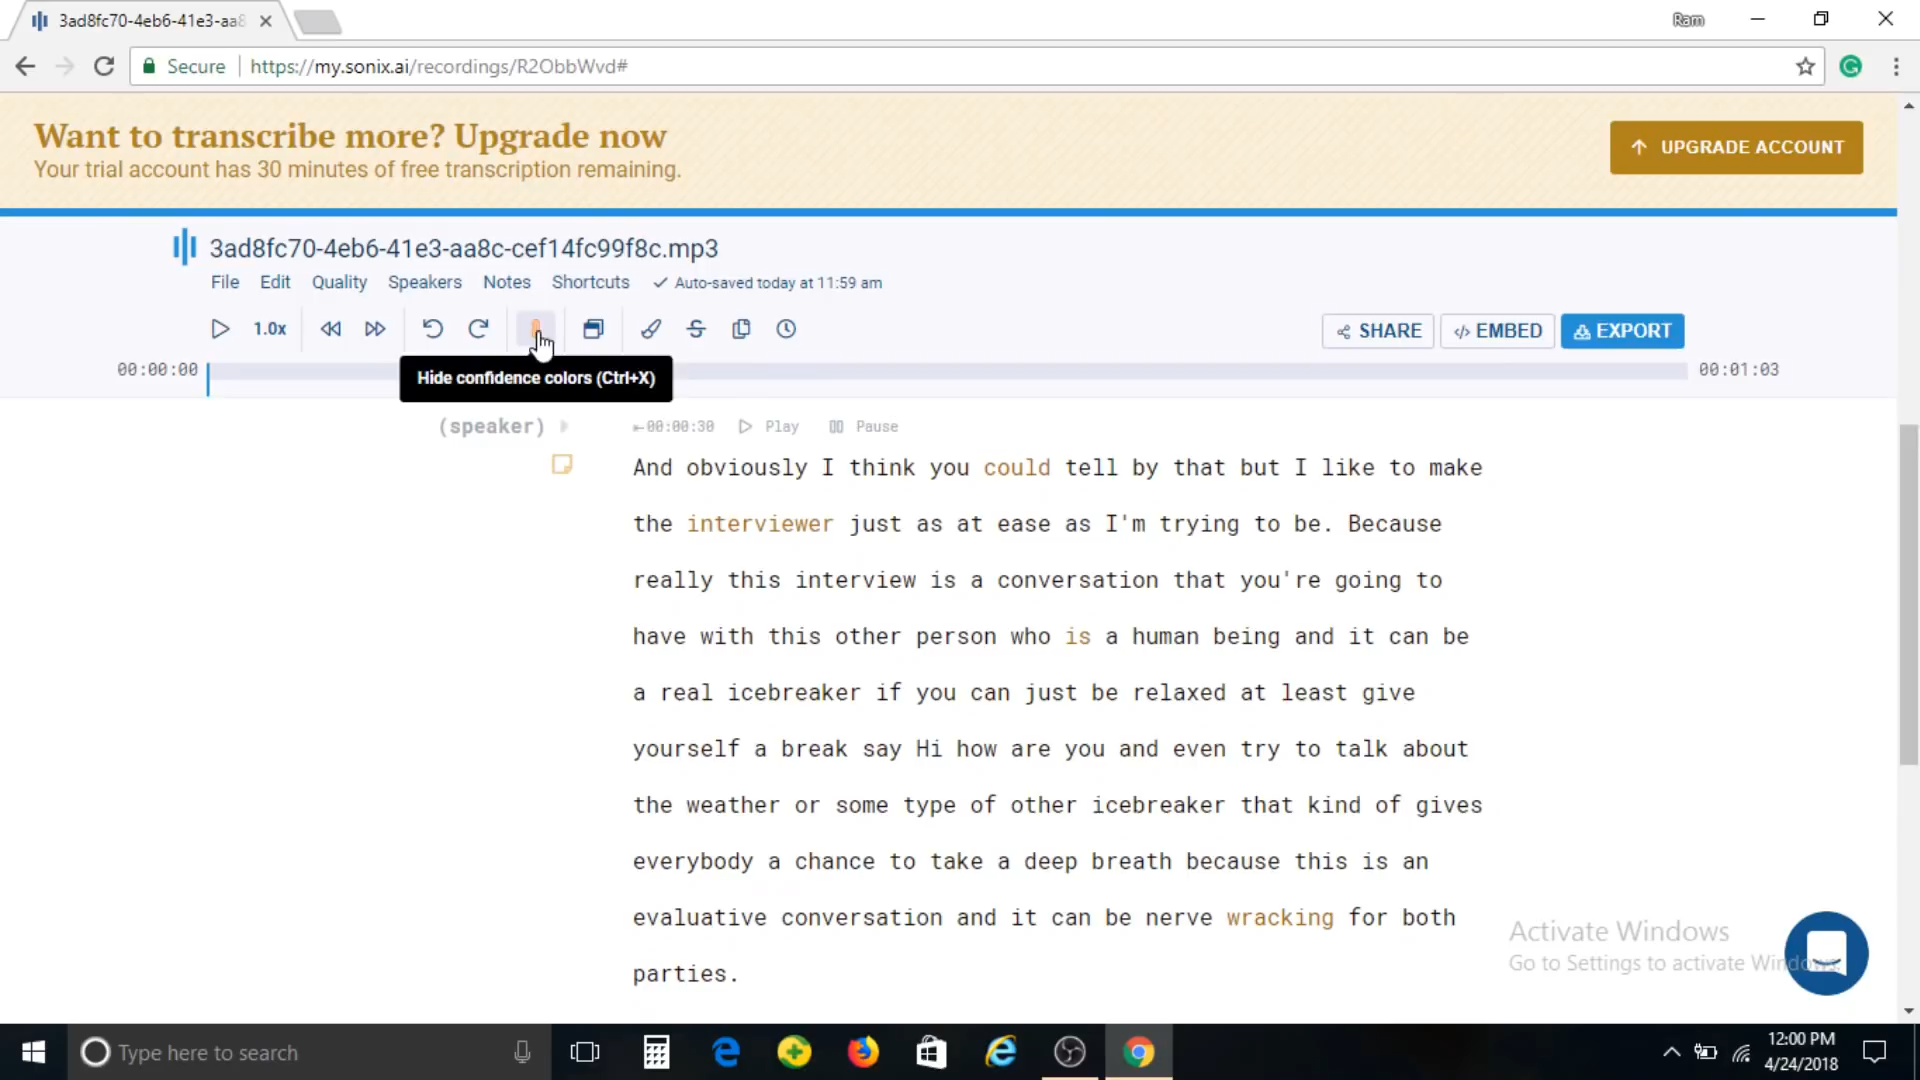 3ad8fc70-4eb6-41e3-aa8
Ram
Secure
https://my.sonix.ai/recordings/R2ObbWvd#
Want to transcribe more? Upgrade now
Your trial account has 30 minutes of free transcription remaining.
UPGRADE ACCOUNT
3ad8fc70-4eb6-41e3-aa8c-cef14fc99f8c.mp3
File Edit Quality Speakers Notes Shortcuts Auto-saved today at 11:59 am
1.0x
SHARE </> EMBED EXPORT
00:00:00
00:01:03
Hide confidence colors (Ctrl+X)
(speaker)
00:00:30 Play Pause
And obviously I think you could tell by that but I like to make
the interviewer just as at ease as I'm trying to be. Because
really this interview is a conversation that you're going to
have with this other person who is a human being and it can be
a real icebreaker if you can just be relaxed at least give
yourself a break say Hi how are you and even try to talk about
the weather or some type of other icebreaker that kind of gives
everybody a chance to take a deep breath because this is an
evaluative conversation and it can be nerve wracking for both
parties.
Activate Windows
Go to Settings to activate Windows.
Type here to search
12:00 PM
4/24/2018